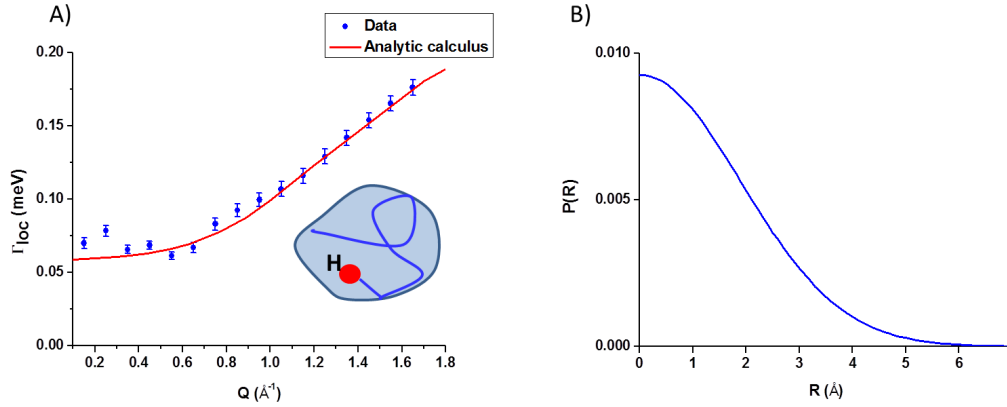 A)
Data
Analytic calculus
0.20
0.15
0.10
0.05
0.00
Γloc (meV)
H
0.2 0.4 0.6 0.8 1.0 1.2 1.4 1.6 1.8
Q (Å⁻¹)
B)
0.010
0.005
0.000
P(R)
0 1 2 3 4 5 6
R (Å)